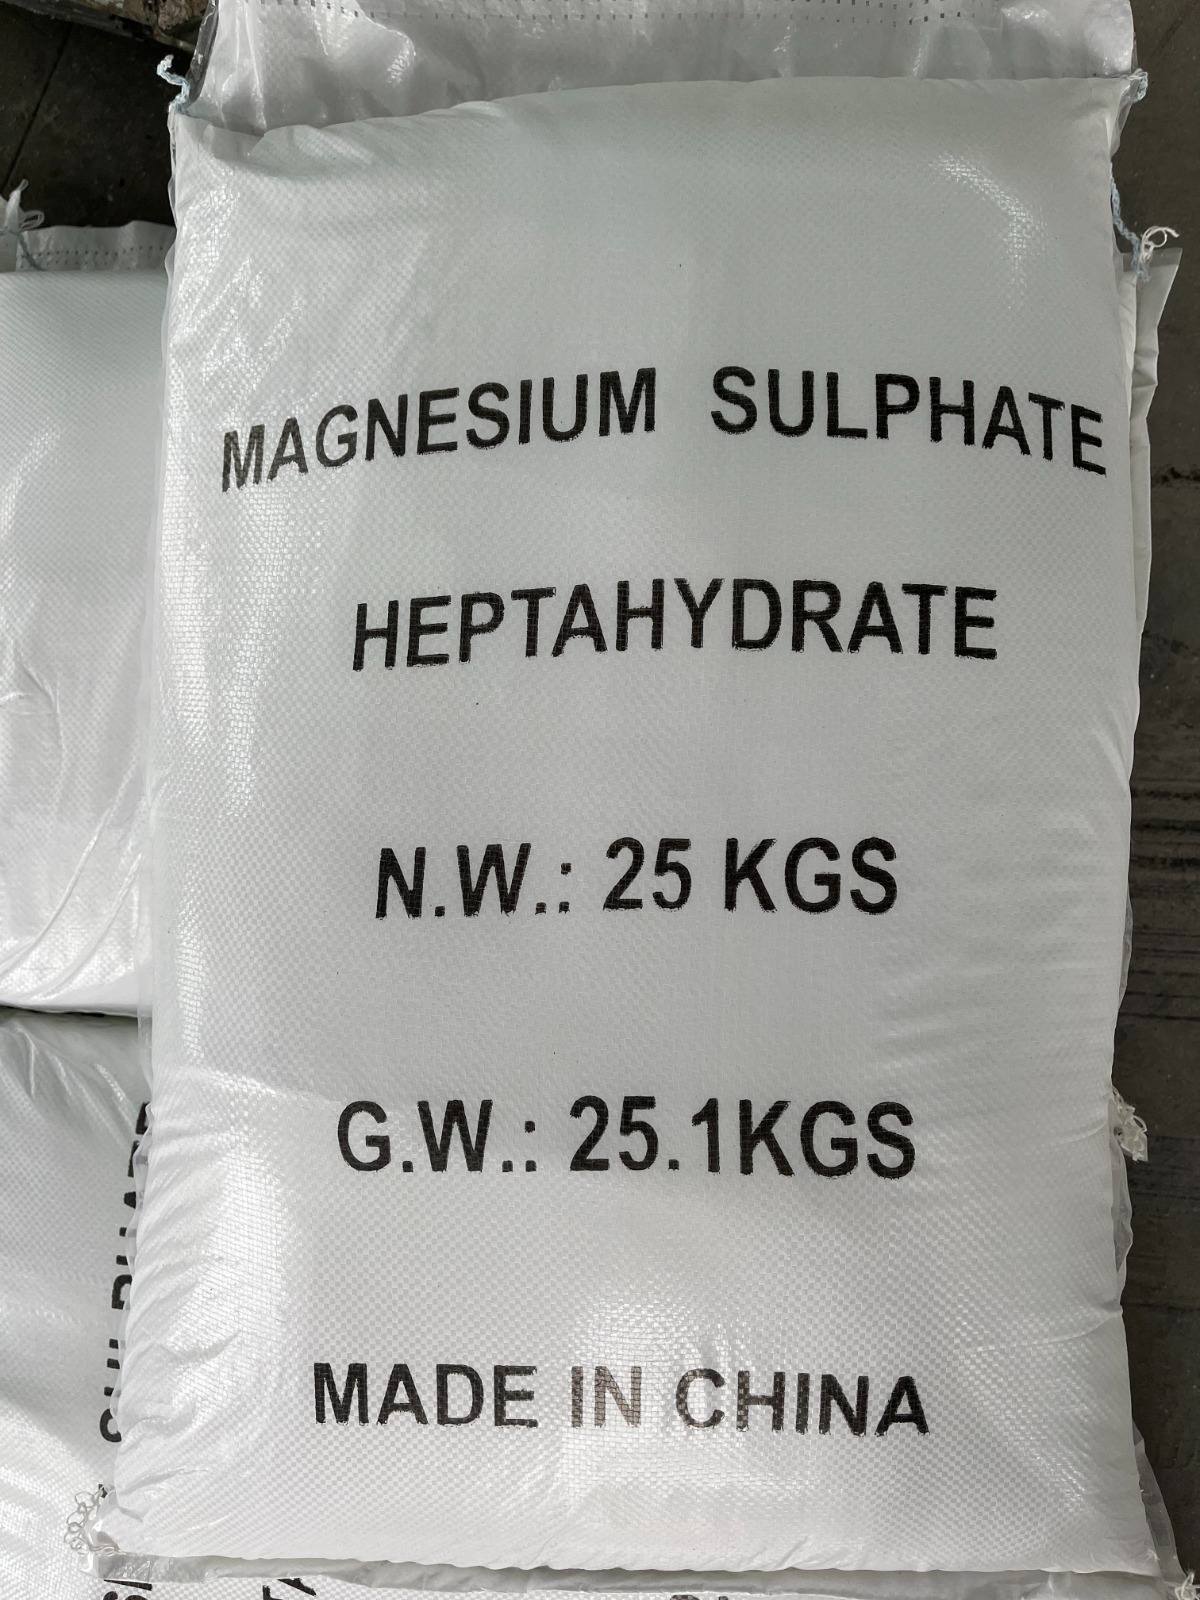 MAGNESIUM SULPHATE
HEPTAHYDRATE
N.W.: 25 KGS
G.W.: 25.1KGS
MADE IN CHINA